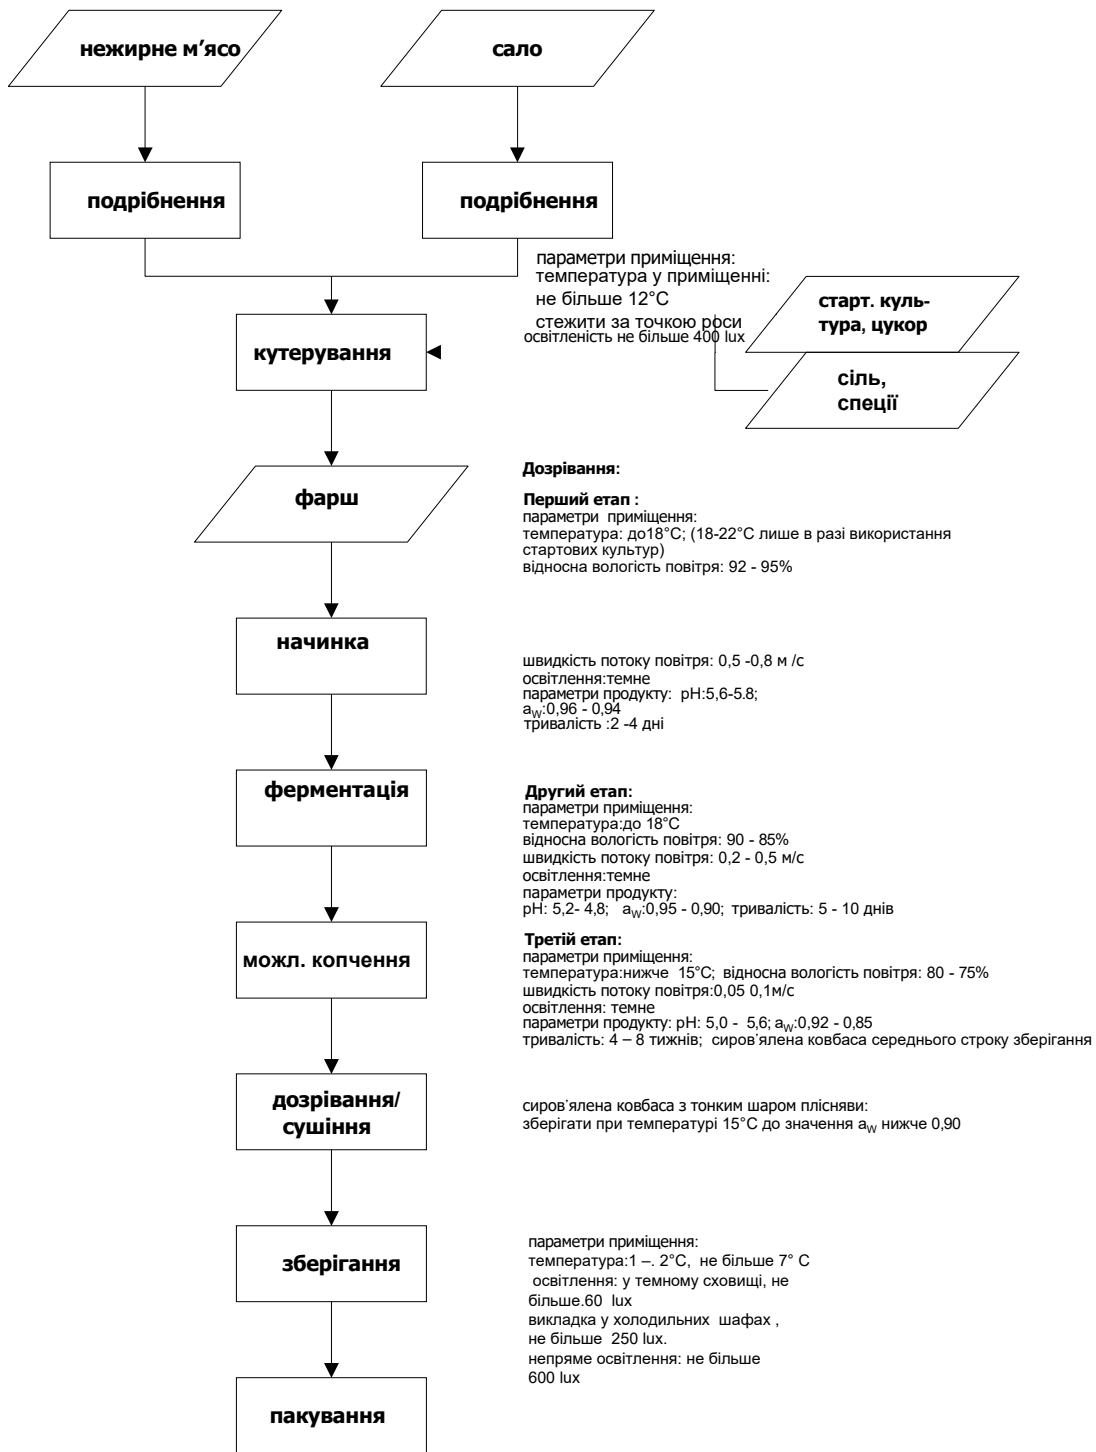 нежирне м’ясо
сало
подрібнення
подрібнення
параметри приміщення:
температура у приміщенні:
не більше 12°C
стежити за точкою роси
освітленість не більше 400 lux
старт. куль-
тура, цукор
кутерування
сіль,
спеції
фарш
Дозрівання:
Перший етап :
параметри приміщення:
температура: до18°C; (18-22°C лише в разі використання
стартових культур)
відносна вологість повітря: 92 - 95%
начинка
швидкість потоку повітря: 0,5 -0,8 м /с
освітлення:темне
параметри продукту: pH:5,6-5.8;
aW:0,96 - 0,94
тривалість :2 -4 дні
ферментація
Другий етап:
параметри приміщення:
температура:до 18°C
відносна вологість повітря: 90 - 85%
швидкість потоку повітря: 0,2 - 0,5 м/с
освітлення:темне
параметри продукту:
pH: 5,2- 4,8; aW:0,95 - 0,90; тривалість: 5 - 10 днів
можл. копчення
Третій етап:
параметри приміщення:
температура:нижче 15°C; відносна вологість повітря: 80 - 75%
швидкість потоку повітря:0,05 0,1м/с
освітлення: темне
параметри продукту: pH: 5,0 - 5,6; aW:0,92 - 0,85
тривалість: 4 – 8 тижнів; сиров’ялена ковбаса середнього строку зберігання
дозрівання/
сушіння
сиров’ялена ковбаса з тонким шаром плісняви:
зберігати при температурі 15°C до значення aW нижче 0,90
зберігання
параметри приміщення:
температура:1 –. 2°C, не більше 7° C
освітлення: у темному сховищі, не
більше.60 lux
викладка у холодильних шафах ,
не більше 250 lux.
непряме освітлення: не більше
600 lux
пакування